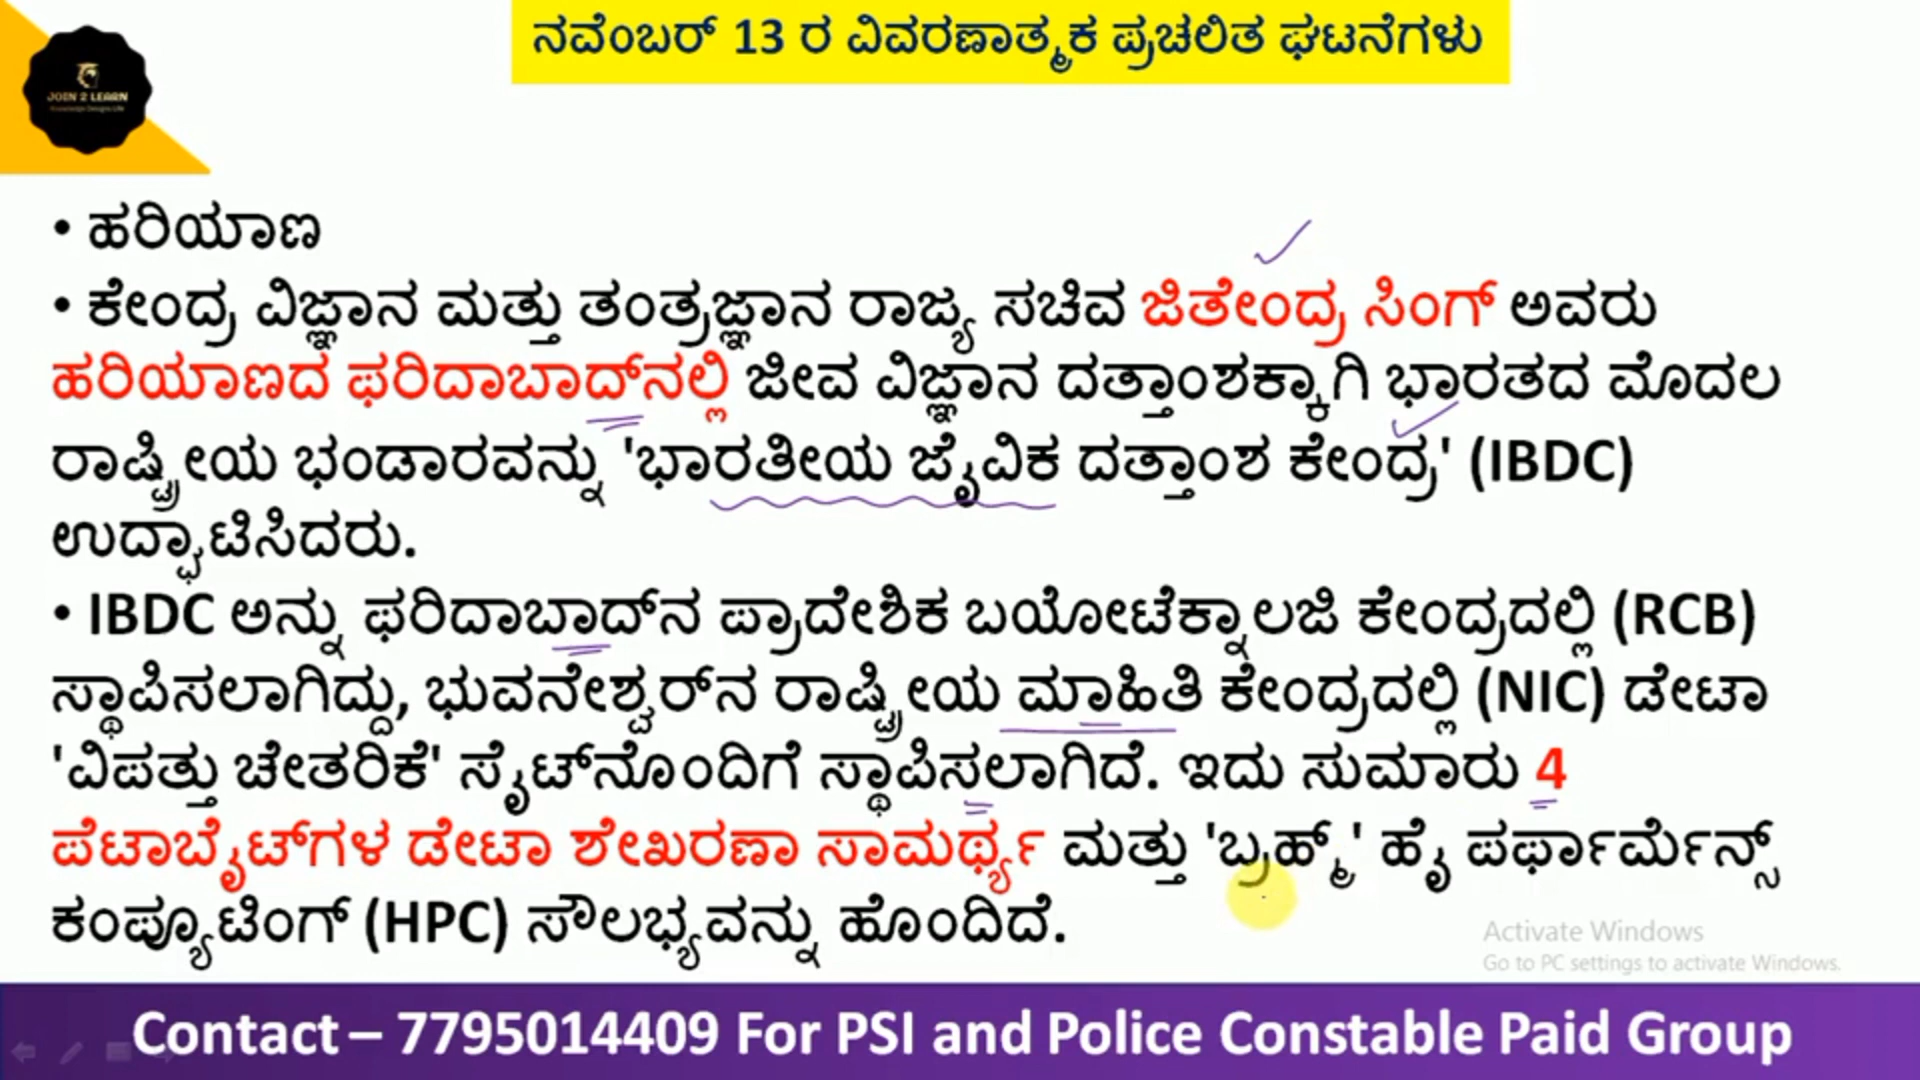 ನವೆಂಬರ್ 13 ರ ವಿವರಣಾತ್ಮಕ ಪ್ರಚಲಿತ ಘಟನೆಗಳು
JOIN 2 LEARN
• ಹರಿಯಾಣ
• ಕೇಂದ್ರ ವಿಜ್ಞಾನ ಮತ್ತು ತಂತ್ರಜ್ಞಾನ ರಾಜ್ಯ ಸಚಿವ ಜಿತೇಂದ್ರ ಸಿಂಗ್ ಅವರು
ಹರಿಯಾಣದ ಫರಿದಾಬಾದ್‌ನಲ್ಲಿ ಜೀವ ವಿಜ್ಞಾನ ದತ್ತಾಂಶಕ್ಕಾಗಿ ಭಾರತದ ಮೊದಲ
ರಾಷ್ಟ್ರೀಯ ಭಂಡಾರವನ್ನು 'ಭಾರತೀಯ ಜೈವಿಕ ದತ್ತಾಂಶ ಕೇಂದ್ರ' (IBDC)
ಉದ್ಘಾಟಿಸಿದರು.
• IBDC ಅನ್ನು ಫರಿದಾಬಾದ್‌ನ ಪ್ರಾದೇಶಿಕ ಬಯೋಟೆಕ್ನಾಲಜಿ ಕೇಂದ್ರದಲ್ಲಿ (RCB)
ಸ್ಥಾಪಿಸಲಾಗಿದ್ದು, ಭುವನೇಶ್ವರ್‌ನ ರಾಷ್ಟ್ರೀಯ ಮಾಹಿತಿ ಕೇಂದ್ರದಲ್ಲಿ (NIC) ಡೇಟಾ
'ವಿಪತ್ತು ಚೇತರಿಕೆ' ಸೈಟ್‌ನೊಂದಿಗೆ ಸ್ಥಾಪಿಸಲಾಗಿದೆ. ಇದು ಸುಮಾರು 4
ಪೆಟಾಬೈಟ್‌ಗಳ ಡೇಟಾ ಶೇಖರಣಾ ಸಾಮರ್ಥ್ಯ ಮತ್ತು 'ಬ್ರಹ್ಮ್' ಹೈ ಪರ್ಫಾರ್ಮೆನ್ಸ್
ಕಂಪ್ಯೂಟಿಂಗ್ (HPC) ಸೌಲಭ್ಯವನ್ನು ಹೊಂದಿದೆ.
Activate Windows
Go to PC settings to activate Windows.
Contact – 7795014409 For PSI and Police Constable Paid Group